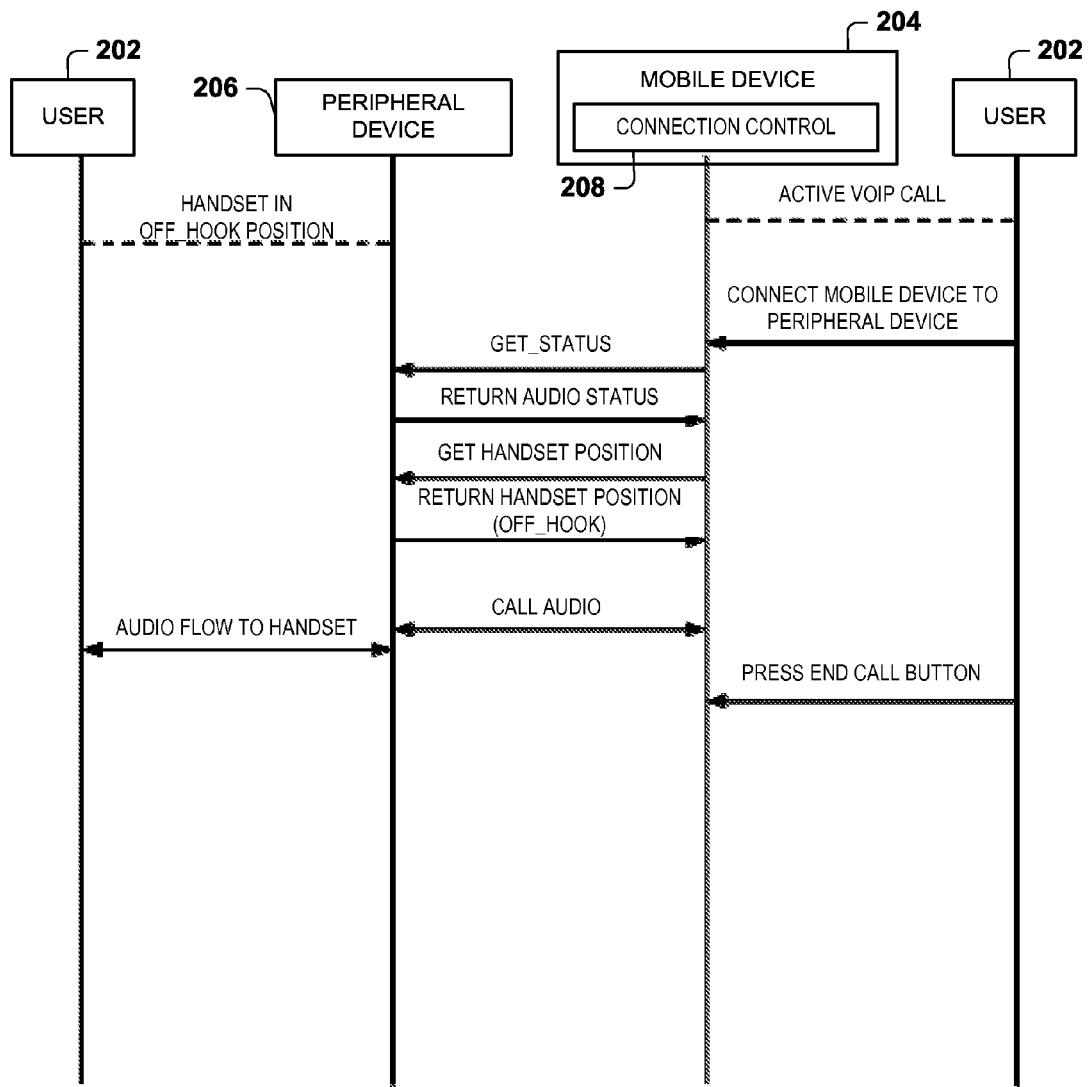 202
USER
206
PERIPHERAL
DEVICE
204
MOBILE DEVICE
CONNECTION CONTROL
208
202
USER
HANDSET IN
OFF_HOOK POSITION
ACTIVE VOIP CALL
CONNECT MOBILE DEVICE TO
PERIPHERAL DEVICE
GET_STATUS
RETURN AUDIO STATUS
GET HANDSET POSITION
RETURN HANDSET POSITION
(OFF_HOOK)
CALL AUDIO
AUDIO FLOW TO HANDSET
PRESS END CALL BUTTON